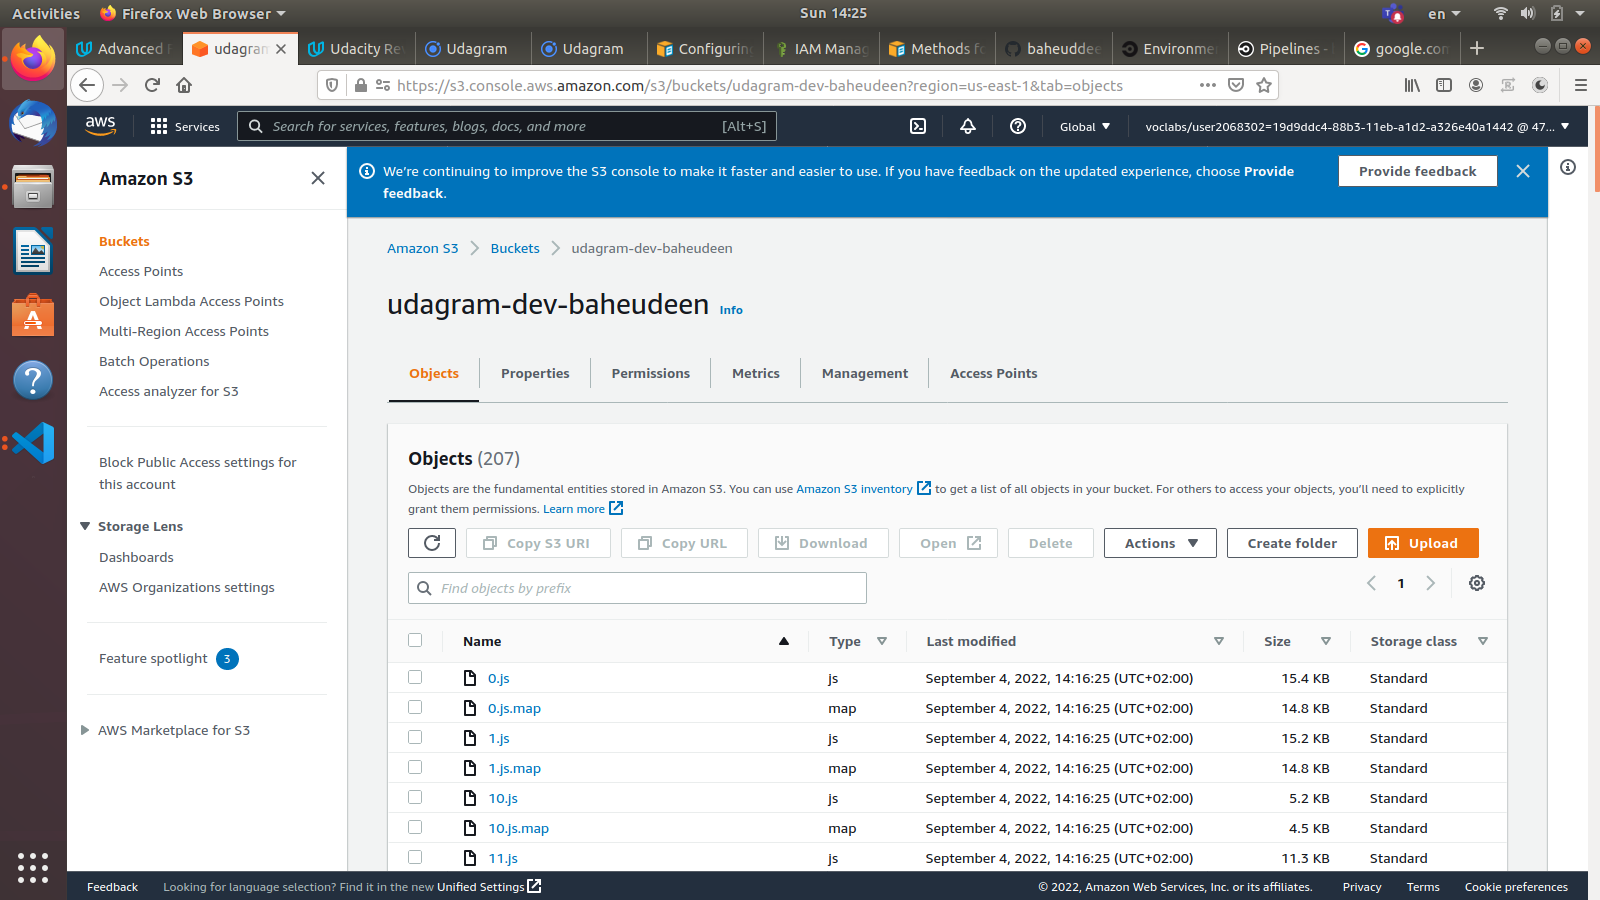 Activities
Firefox Web Browser
Sun 14:25
en
Advanced
udagram
Udacity Re
Udagram
Udagram
Configurin
IAM Manag
Methods fo
baheuddee
Environme
Pipelines -
google.com
https://s3.console.aws.amazon.com/s3/buckets/udagram-dev-baheudeen?region=us-east-1&tab=objects
aws
Services
Search for services, features, blogs, docs, and more
[Alt+S]
Global
voclabs/user2068302=19d9ddc4-88b3-11eb-a1d2-a326e40a1442 @ 47...
Amazon S3
We're continuing to improve the S3 console to make it faster and easier to use. If you have feedback on the updated experience, choose Provide
feedback.
Provide feedback
Buckets
Access Points
Object Lambda Access Points
Multi-Region Access Points
Batch Operations
Access analyzer for S3
Block Public Access settings for
this account
Storage Lens
Dashboards
AWS Organizations settings
Feature spotlight 3
AWS Marketplace for S3
Amazon S3
Buckets
udagram-dev-baheudeen
udagram-dev-baheudeen Info
Objects
Properties
Permissions
Metrics
Management
Access Points
Objects (207)
Objects are the fundamental entities stored in Amazon S3. You can use Amazon S3 inventory to get a list of all objects in your bucket. For others to access your objects, you'll need to explicitly
grant them permissions. Learn more
Copy S3 URI
Copy URL
Download
Open
Delete
Actions
Create folder
Upload
Find objects by prefix
1
Name Type Last modified Size Storage class
0.js js September 4, 2022, 14:16:25 (UTC+02:00) 15.4 KB Standard
0.js.map map September 4, 2022, 14:16:25 (UTC+02:00) 14.8 KB Standard
1.js js September 4, 2022, 14:16:25 (UTC+02:00) 15.2 KB Standard
1.js.map map September 4, 2022, 14:16:25 (UTC+02:00) 14.8 KB Standard
10.js js September 4, 2022, 14:16:25 (UTC+02:00) 5.2 KB Standard
10.js.map map September 4, 2022, 14:16:25 (UTC+02:00) 4.5 KB Standard
11.js js September 4, 2022, 14:16:25 (UTC+02:00) 11.3 KB Standard
Feedback
Looking for language selection? Find it in the new Unified Settings
© 2022, Amazon Web Services, Inc. or its affiliates.
Privacy
Terms
Cookie preferences